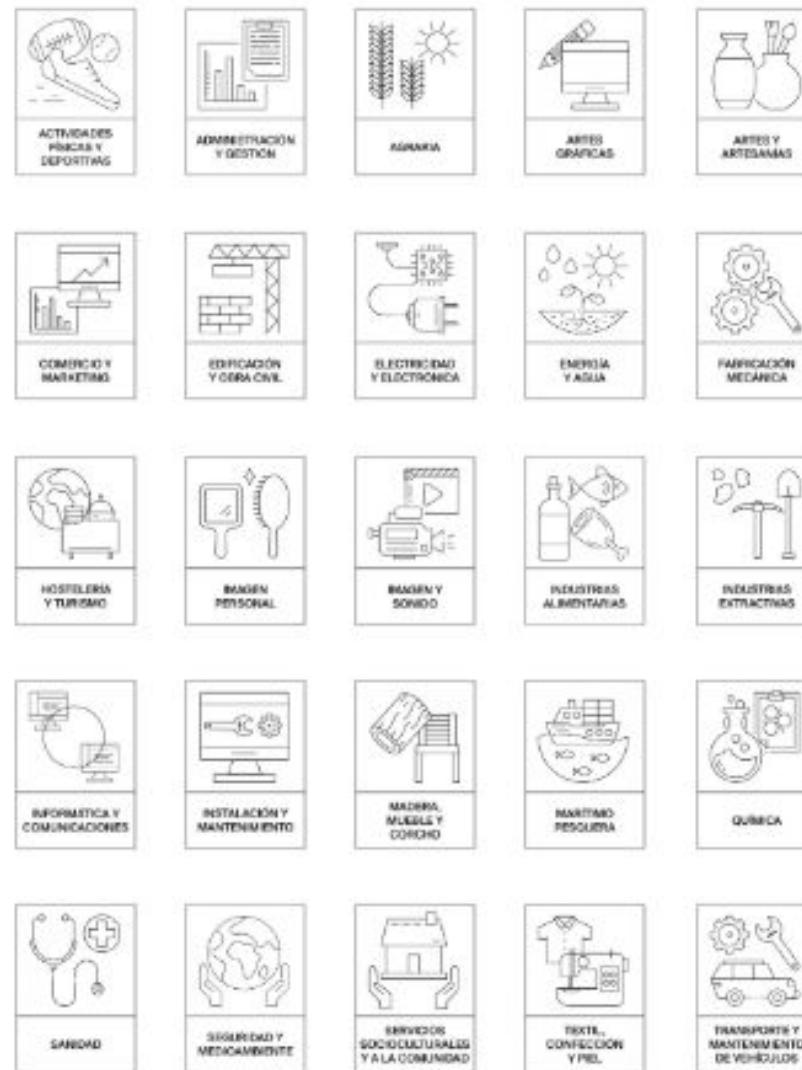 ACTIVIDADES
FÍSICAS Y
DEPORTIVAS
ADMINISTRACIÓN
Y GESTIÓN
AGRARIA
ARTES
GRÁFICAS
ARTES Y
ARTESANÍAS
COMERCIO Y
MARKETING
EDIFICACIÓN
Y OBRA CIVIL
ELECTRICIDAD
Y ELECTRÓNICA
ENERGÍA
Y AGUA
FABRICACIÓN
MECÁNICA
HOSTELERÍA
Y TURISMO
IMAGEN
PERSONAL
IMAGEN Y
SONIDO
INDUSTRIAS
ALIMENTARIAS
INDUSTRIAS
EXTRACTIVAS
INFORMÁTICA Y
COMUNICACIONES
INSTALACIÓN Y
MANTENIMIENTO
MADERA,
MUEBLE Y
CORCHO
MARÍTIMO
PESQUERA
QUÍMICA
SANIDAD
SEGURIDAD Y
MEDIOAMBIENTE
SERVICIOS
SOCIOCULTURALES
Y A LA COMUNIDAD
TEXTIL,
CONFECCIÓN
Y PIEL
TRANSPORTE Y
MANTENIMIENTO
DE VEHÍCULOS